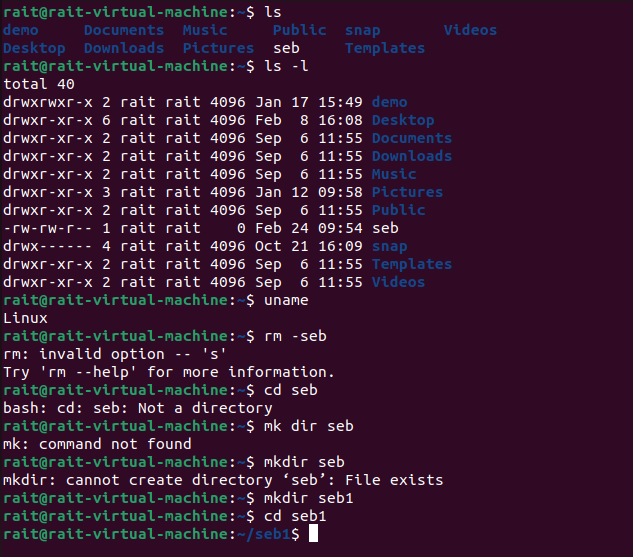 rait@rait-virtual-machine:~$ ls
demo     Documents  Music      Public  snap       Videos
Desktop  Downloads  Pictures  seb     Templates
rait@rait-virtual-machine:~$ ls -l
total 40
drwxrwxr-x 2 rait rait 4096 Jan 17 15:49 demo
drwxr-xr-x 6 rait rait 4096 Feb  8 16:08 Desktop
drwxr-xr-x 2 rait rait 4096 Sep  6 11:55 Documents
drwxr-xr-x 2 rait rait 4096 Sep  6 11:55 Downloads
drwxr-xr-x 2 rait rait 4096 Sep  6 11:55 Music
drwxr-xr-x 3 rait rait 4096 Jan 12 09:58 Pictures
drwxr-xr-x 2 rait rait 4096 Sep  6 11:55 Public
-rw-rw-r-- 1 rait rait    0 Feb 24 09:54 seb
drwx------ 4 rait rait 4096 Oct 21 16:09 snap
drwxr-xr-x 2 rait rait 4096 Sep  6 11:55 Templates
drwxr-xr-x 2 rait rait 4096 Sep  6 11:55 Videos
rait@rait-virtual-machine:~$ uname
Linux
rait@rait-virtual-machine:~$ rm -seb
rm: invalid option -- 's'
Try 'rm --help' for more information.
rait@rait-virtual-machine:~$ cd seb
bash: cd: seb: Not a directory
rait@rait-virtual-machine:~$ mk dir seb
mk: command not found
rait@rait-virtual-machine:~$ mkdir seb
mkdir: cannot create directory ‘seb’: File exists
rait@rait-virtual-machine:~$ mkdir seb1
rait@rait-virtual-machine:~$ cd seb1
rait@rait-virtual-machine:~/seb1$